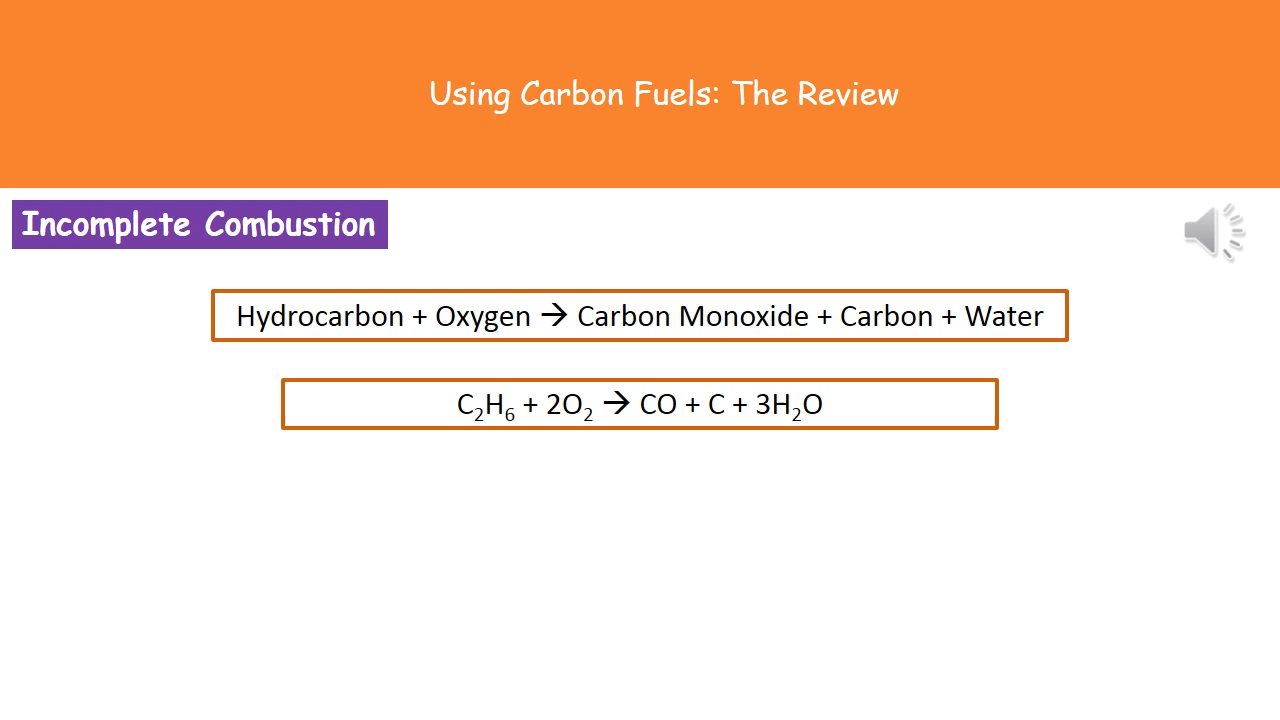 Using Carbon Fuels: The Review
Incomplete Combustion
Hydrocarbon + Oxygen → Carbon Monoxide + Carbon + Water
C₂H₆ + 2O₂ → CO + C + 3H₂O